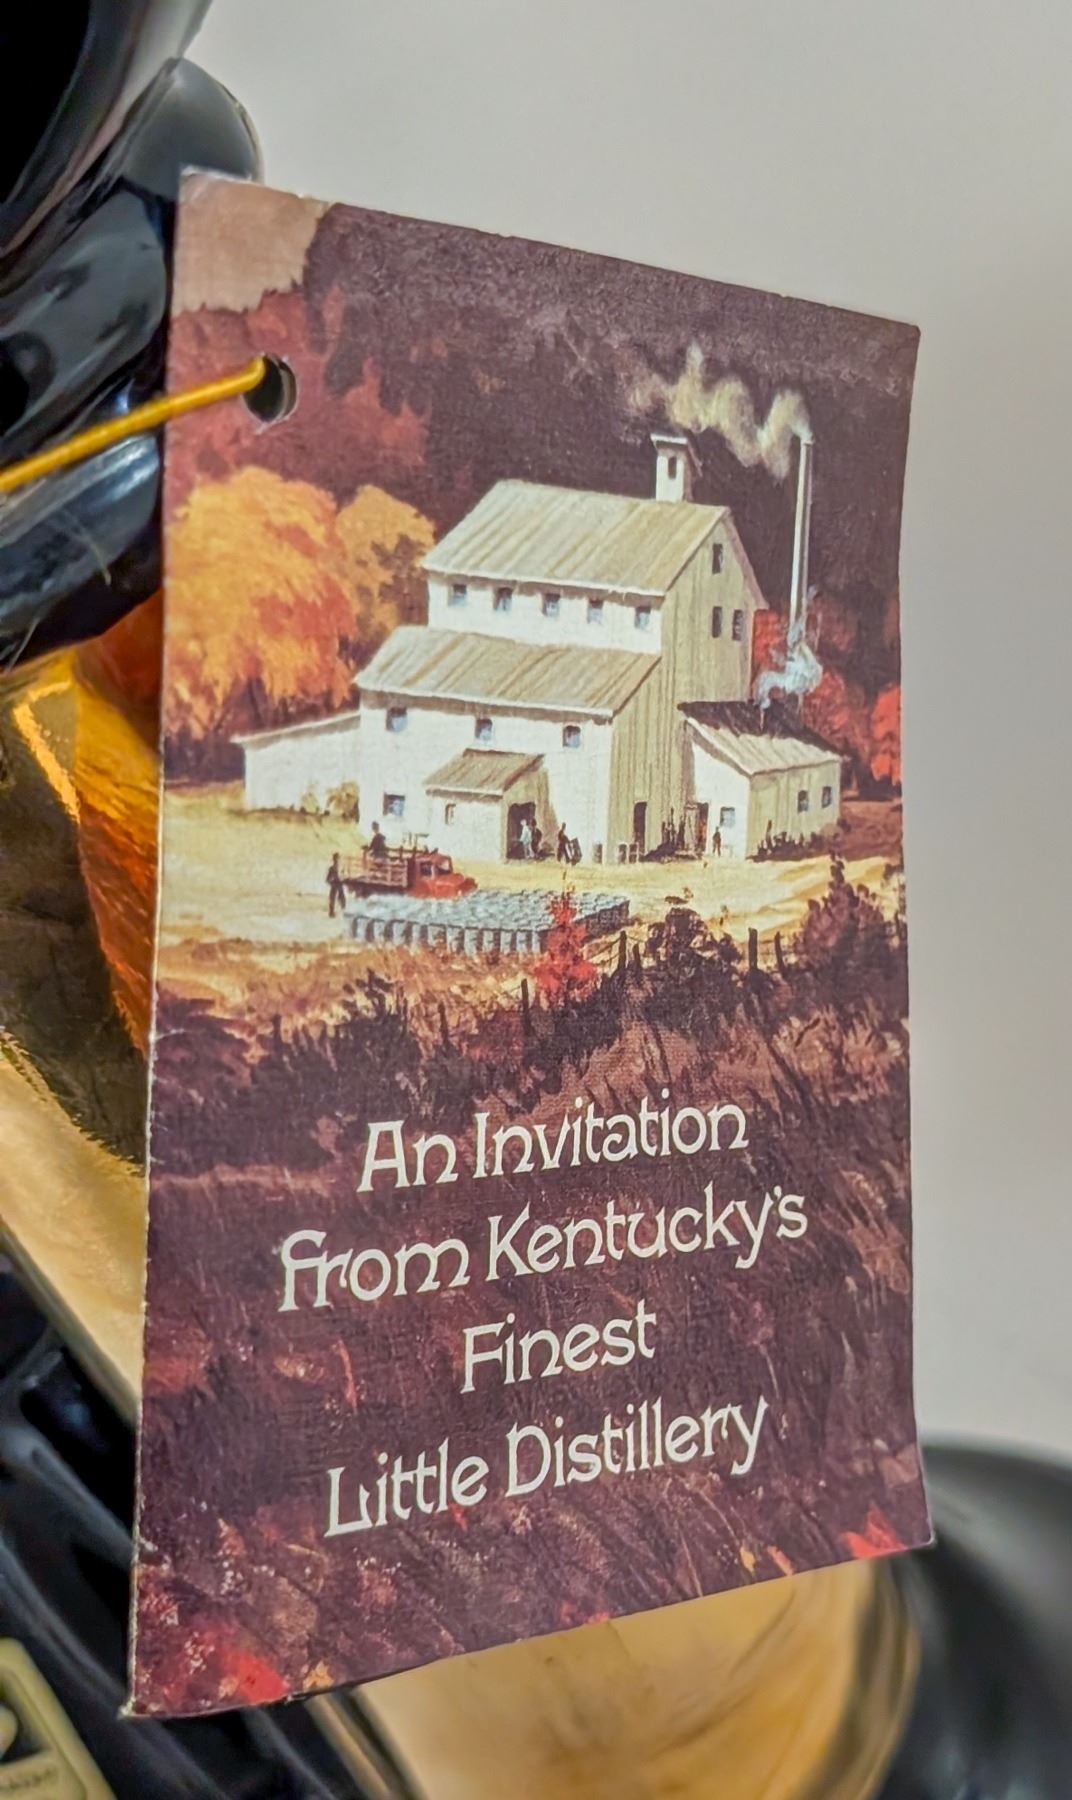 An Invitation
from Kentucky's
Finest
Little Distillery